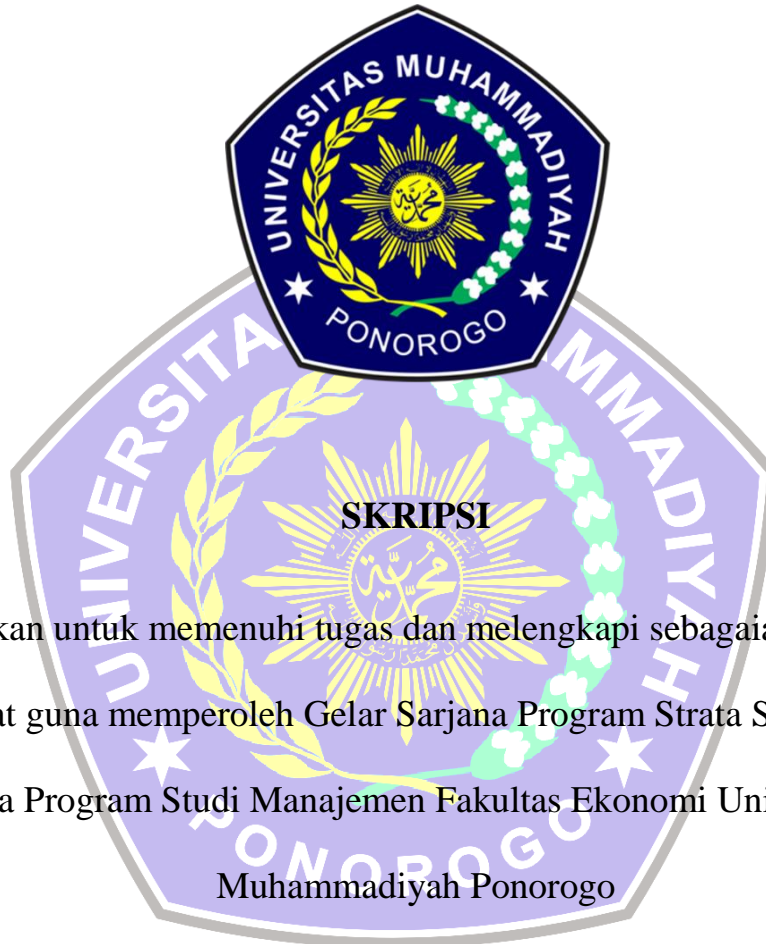 UNIVERSITAS MUHAMMADIYAH
PONOROGO
SKRIPSI
kan untuk memenuhi tugas dan melengkapi sebagaia
at guna memperoleh Gelar Sarjana Program Strata S
a Program Studi Manajemen Fakultas Ekonomi Uni
Muhammadiyah Ponorogo